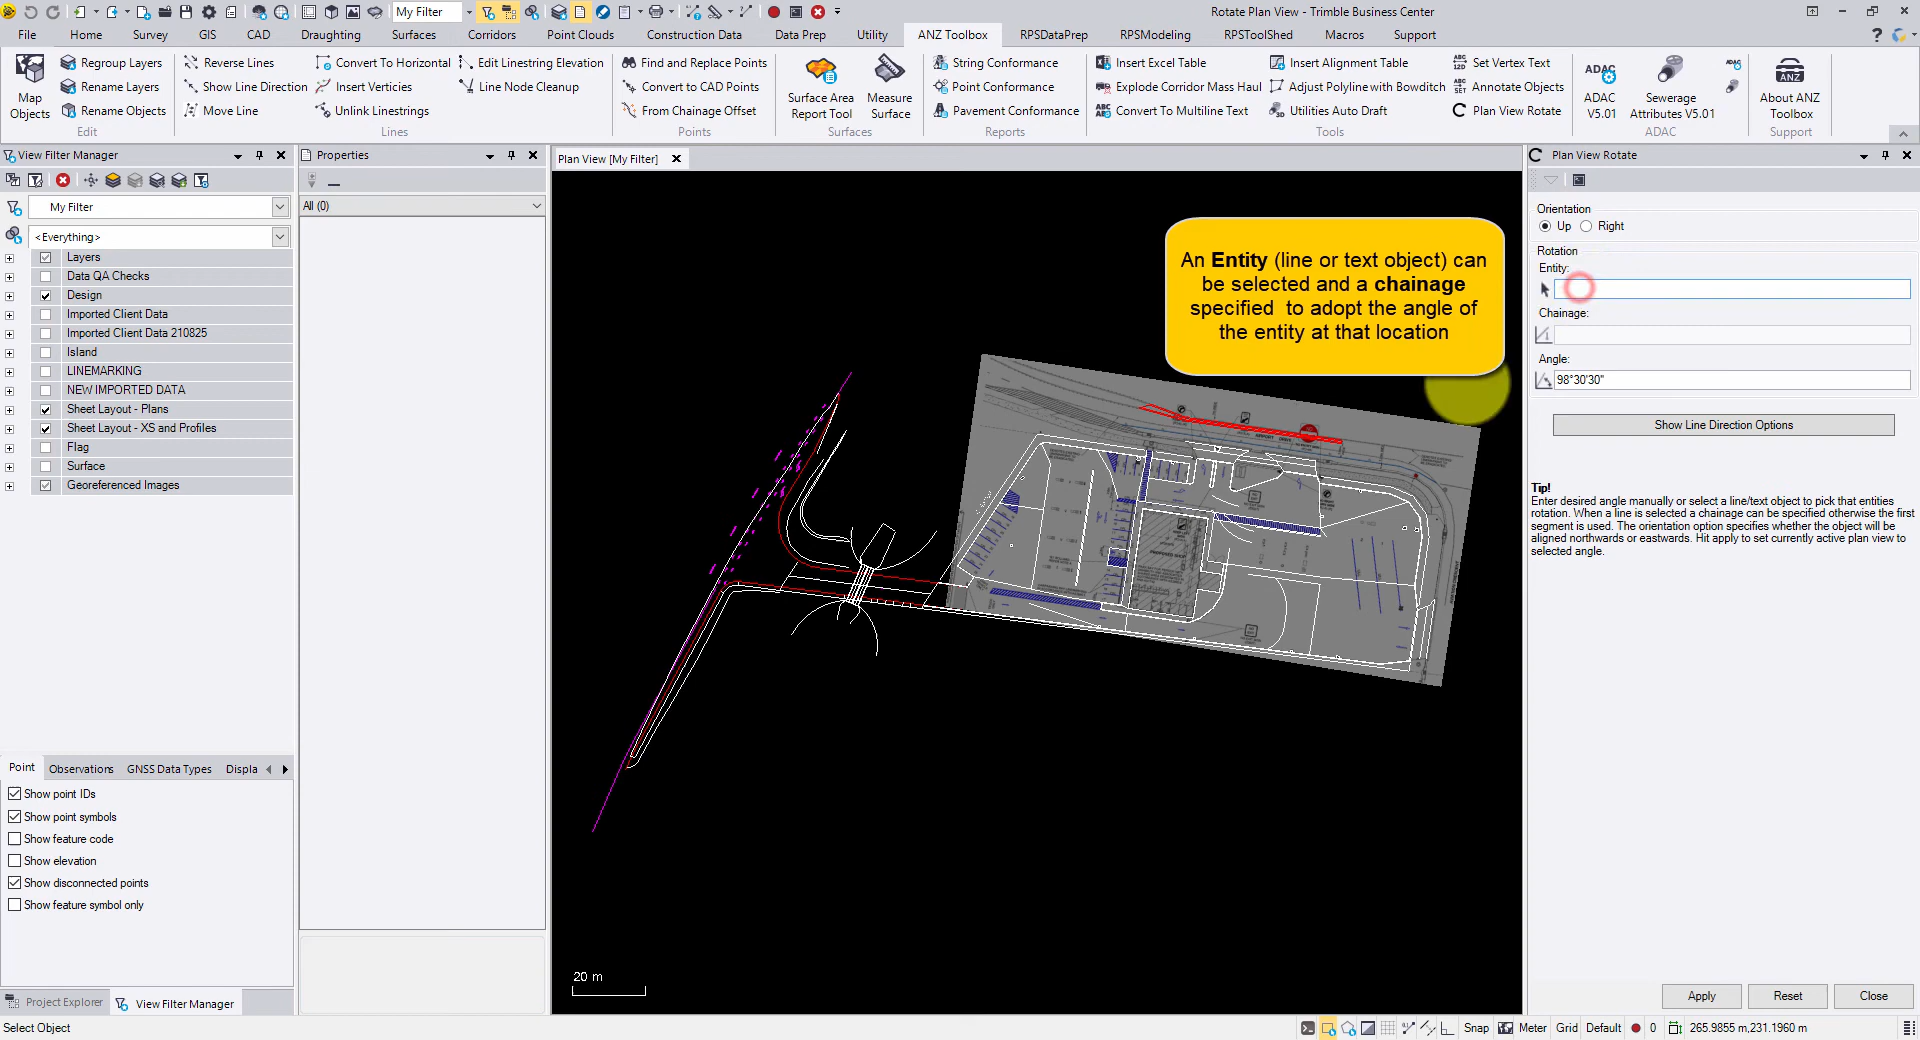 My Filter
Rotate Plan View - Trimble Business Center
File
Home
Survey
GIS
CAD
Draughting
Surfaces
Corridors
Point Clouds
Construction Data
Data Prep
Utility
ANZ Toolbox
RPSDataPrep
RPSModeling
RPSToolShed
Macros
Support
Map
Objects
Regroup Layers
Rename Layers
Rename Objects
Edit
Reverse Lines
Show Line Direction
Move Line
Convert To Horizontal
Insert Vertices
Unlink Linestrings
Edit Linestring Elevation
Line Node Cleanup
Lines
Find and Replace Points
Convert to CAD Points
From Chainage Offset
Points
Surface Area
Report Tool
Measure
Surface
Surfaces
String Conformance
Point Conformance
Pavement Conformance
Reports
Insert Excel Table
Explode Corridor Mass Haul
Convert To Multiline Text
Insert Alignment Table
Adjust Polyline with Bowditch
Utilities Auto Draft
Set Vertex Text
Annotate Objects
Plan View Rotate
Tools
ADAC
ADAC
V5.01
Sewerage
Attributes V5.01
ADAC
ANZ
About ANZ
Toolbox
Support
View Filter Manager
My Filter
<Everything>
Layers
Data QA Checks
Design
Imported Client Data
Imported Client Data 210825
Island
LINEMARKING
NEW IMPORTED DATA
Sheet Layout - Plans
Sheet Layout - XS and Profiles
Flag
Surface
Georeferenced Images
Point
Observations
GNSS Data Types
Displa
Show point IDs
Show point symbols
Show feature code
Show elevation
Show disconnected points
Show feature symbol only
Project Explorer
View Filter Manager
Select Object
Properties
All (0)
Plan View [My Filter]
An Entity (line or text object) can
be selected and a chainage
specified to adopt the angle of
the entity at that location
20 m
Plan View Rotate
Orientation
Up
Right
Rotation
Entity:
Chainage:
Angle:
98°30'30"
Show Line Direction Options
Tip!
Enter desired angle manually or select a line/text object to pick that entities
rotation. When a line is selected a chainage can be specified otherwise the first
segment is used. The orientation option specifies whether the object will be
aligned northwards or eastwards. Hit apply to set currently active plan view to
selected angle.
Apply
Reset
Close
Snap
Meter
Grid
Default
0
265.9855 m,231.1960 m